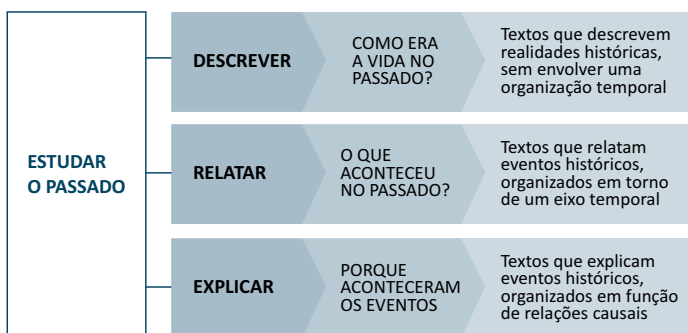 ESTUDAR
O PASSADO
DESCREVER
COMO ERA
A VIDA NO
PASSADO?
Textos que descrevem
realidades históricas,
sem envolver uma
organização temporal
RELATAR
O QUE
ACONTECEU
NO PASSADO?
Textos que relatam
eventos históricos,
organizados em torno
de um eixo temporal
EXPLICAR
PORQUE
ACONTECERAM
OS EVENTOS
Textos que explicam
eventos históricos,
organizados em função
de relações causais